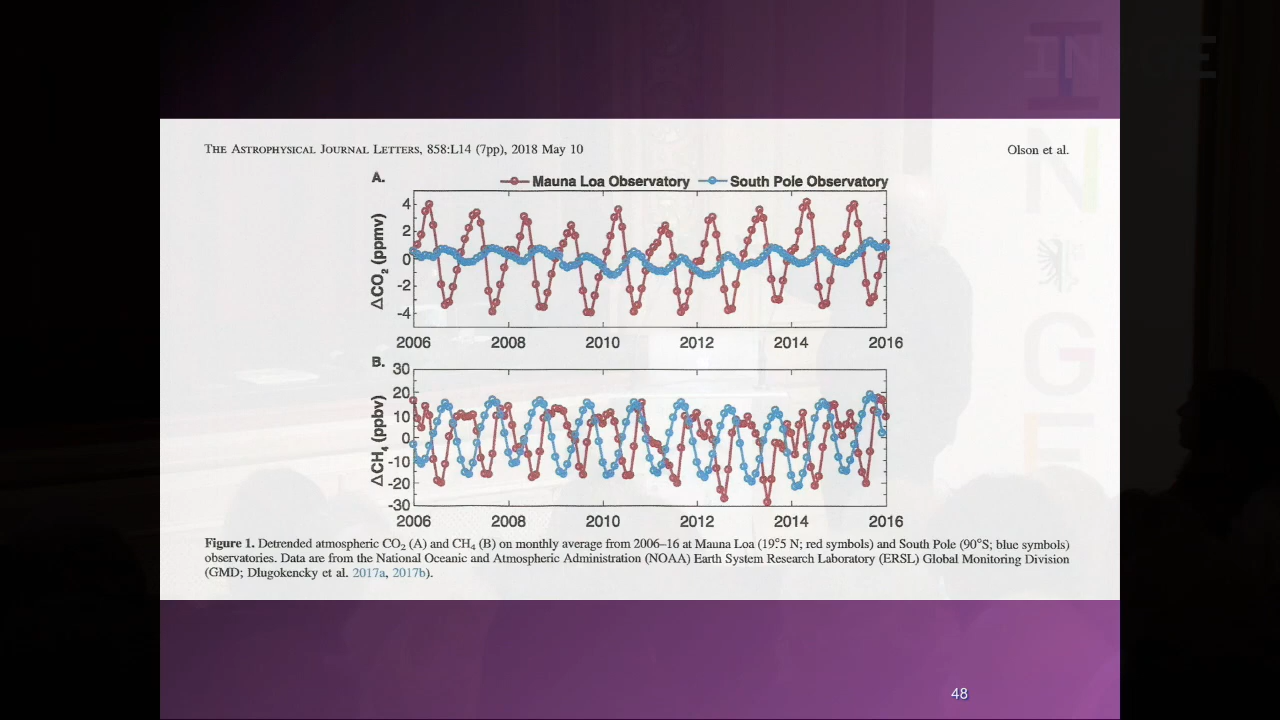 THE ASTROPHYSICAL JOURNAL LETTERS, 858:L14 (7pp), 2018 May 10
Olson et al.
A.
Mauna Loa Observatory
South Pole Observatory
4
2
0
-2
-4
ΔCO2 (ppmv)
2006 2008 2010 2012 2014 2016
B.
30
20
10
0
-10
-20
-30
ΔCH4 (ppbv)
2006 2008 2010 2012 2014 2016
Figure 1. Detrended atmospheric CO2 (A) and CH4 (B) on monthly average from 2006–16 at Mauna Loa (19°.5 N; red symbols) and South Pole (90°S; blue symbols)
observatories. Data are from the National Oceanic and Atmospheric Administration (NOAA) Earth System Research Laboratory (ERSL) Global Monitoring Division
(GMD; Dlugokencky et al. 2017a, 2017b).
48